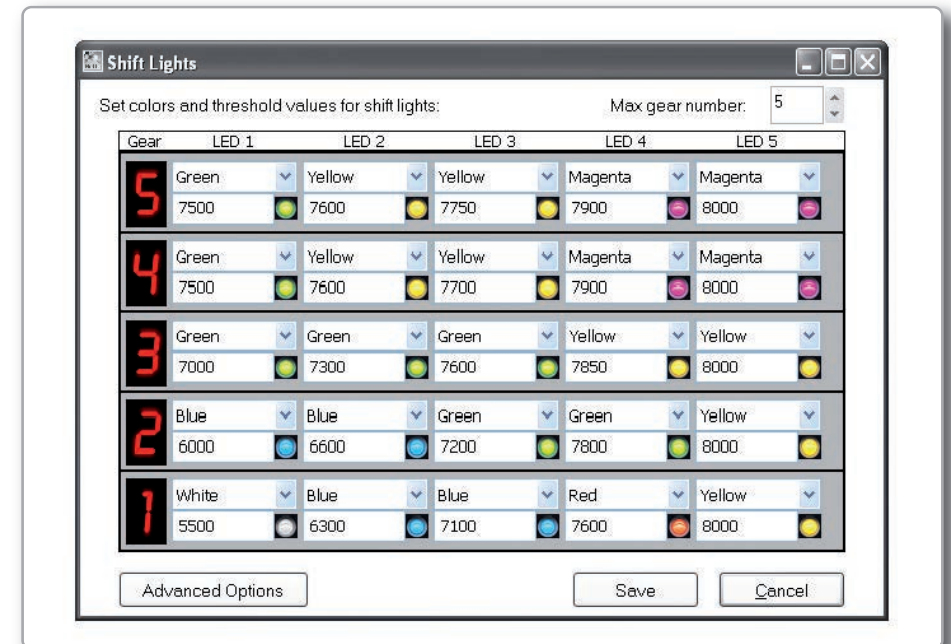 Shift Lights
Set colors and threshold values for shift lights: Max gear number: 5
Gear LED 1 LED 2 LED 3 LED 4 LED 5
Green Yellow Yellow Magenta Magenta
5
7500 7600 7750 7900 8000
Green Yellow Yellow Magenta Magenta
4
7500 7600 7700 7900 8000
Green Green Green Yellow Yellow
3
7000 7300 7600 7850 8000
Blue Blue Green Green Yellow
2
6000 6600 7200 7800 8000
White Blue Blue Red Yellow
1
5500 6300 7100 7600 8000
Advanced Options Save Cancel